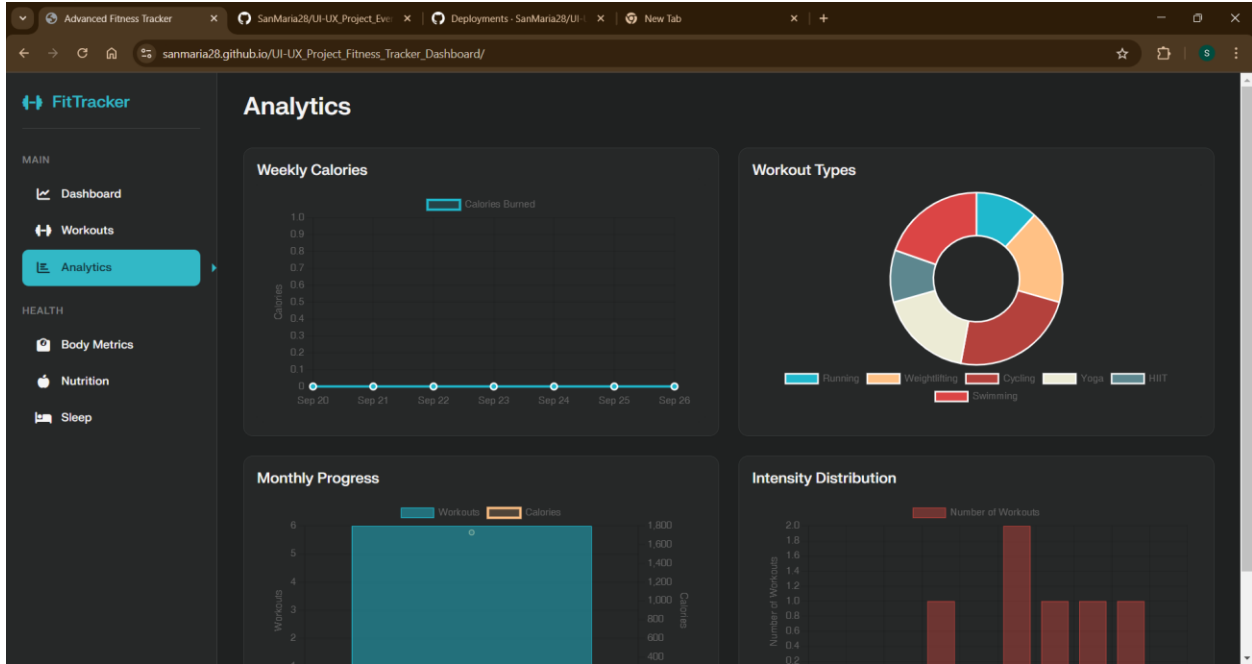 Advanced Fitness Tracker
SanMaria28/UI-UX_Project_Ever
Deployments · SanMaria28/UI-
New Tab
sanmaria28.github.io/UI-UX_Project_Fitness_Tracker_Dashboard/
S
FitTracker
MAIN
Dashboard
Workouts
Analytics
HEALTH
Body Metrics
Nutrition
Sleep
Analytics
Weekly Calories
Calories Burned
Calories
1.0
0.9
0.8
0.7
0.6
0.5
0.4
0.3
0.2
0.1
0
Sep 20 Sep 21 Sep 22 Sep 23 Sep 24 Sep 25 Sep 26
Workout Types
Running Weightlifting Cycling Yoga HIIT
Swimming
Monthly Progress
Workouts Calories
Workouts
6
5
4
3
2
1,800
1,600
1,400
1,200
1,000
800
600
400
Calories
Intensity Distribution
Number of Workouts
Number of Workouts
2.0
1.8
1.6
1.4
1.2
1.0
0.8
0.6
0.4
0.2